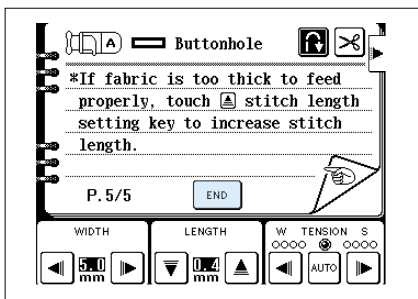 A Buttonhole
*If fabric is too thick to feed
properly, touch stitch length
setting key to increase stitch
length.
P.5/5 END
WIDTH LENGTH W TENSION S
5.0 mm 0.4 mm AUTO